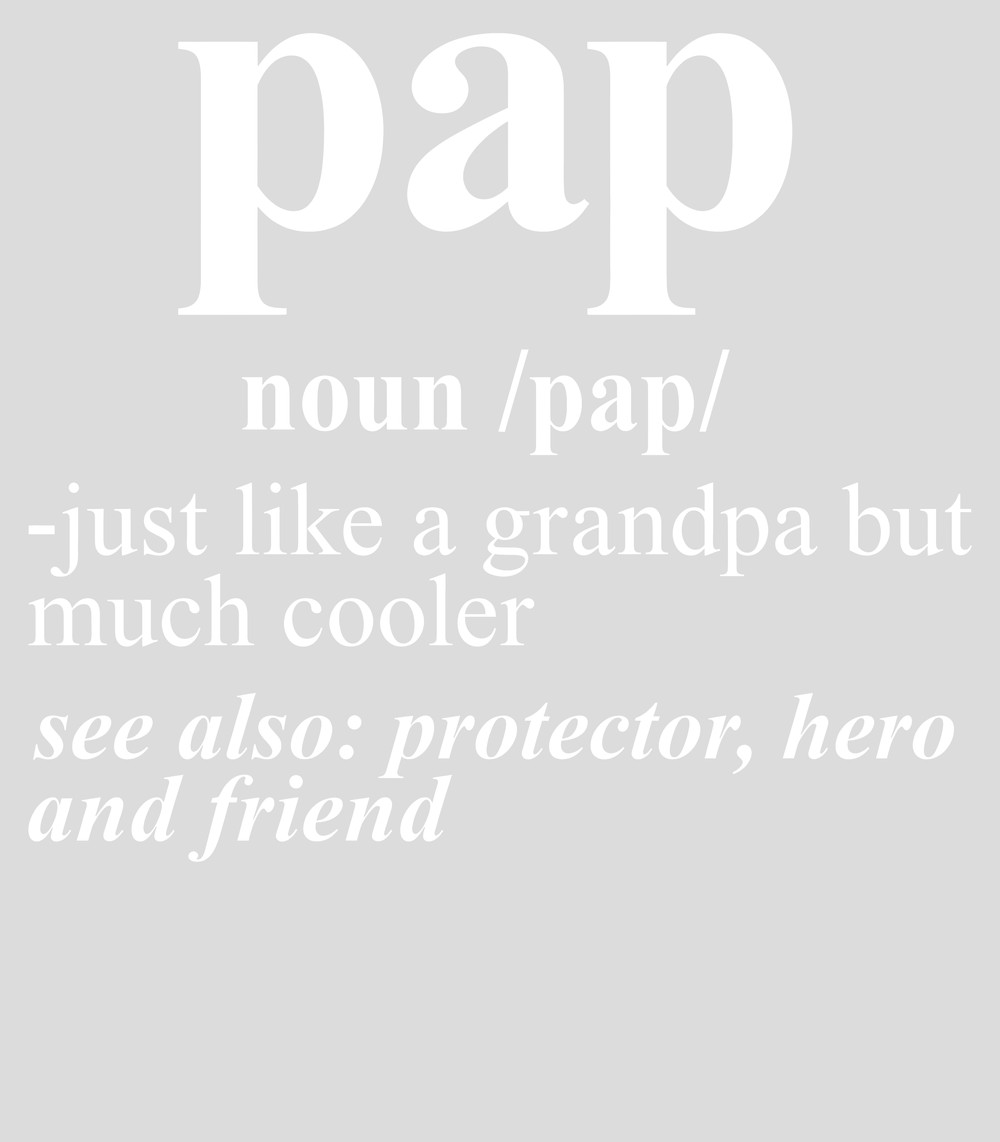 pap
noun /pap/
-just like a grandpa but
much cooler
see also: protector, hero
and friend